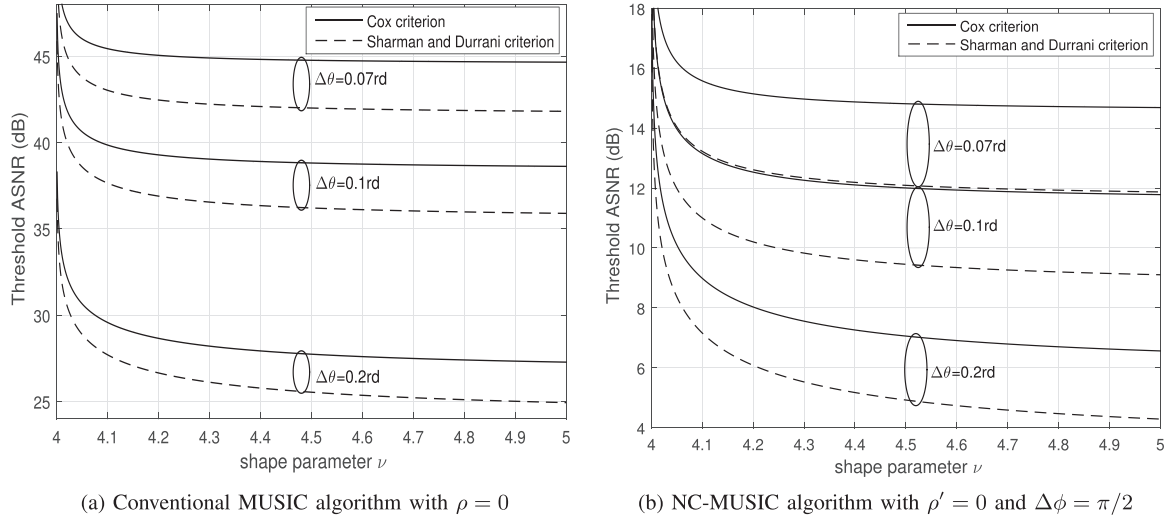 Cox criterion
Sharman and Durrani criterion
Threshold ASNR (dB)
45
40
35
30
25
Δθ=0.07rd
Δθ=0.1rd
Δθ=0.2rd
4 4.1 4.2 4.3 4.4 4.5 4.6 4.7 4.8 4.9 5
shape parameter ν
(a) Conventional MUSIC algorithm with ρ = 0
Cox criterion
Sharman and Durrani criterion
Threshold ASNR (dB)
18
16
14
12
10
8
6
4
Δθ=0.07rd
Δθ=0.1rd
Δθ=0.2rd
4 4.1 4.2 4.3 4.4 4.5 4.6 4.7 4.8 4.9 5
shape parameter ν
(b) NC-MUSIC algorithm with ρ′ = 0 and Δϕ = π/2